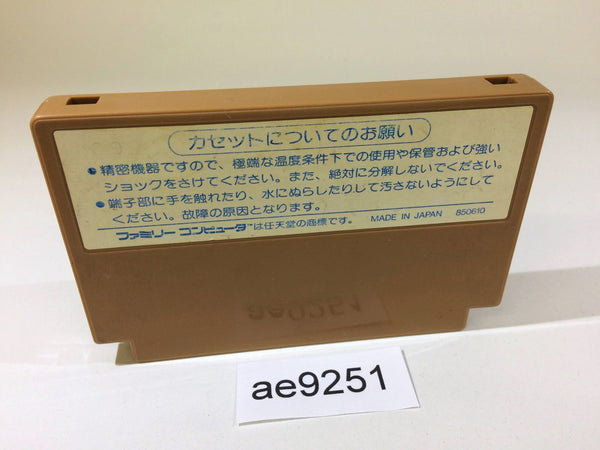 カセットについてのお願い
●精密機器ですので、極端な温度条件下での使用や保管および強い
ショックをさけてください。また、絶対に分解しないでください。
●端子部に手を触れたり、水にぬらしたりして汚さないようにして
ください。故障の原因となります。
ファミリーコンピュータ™は任天堂の商標です。 MADE IN JAPAN 850610
ae9251
ae9251